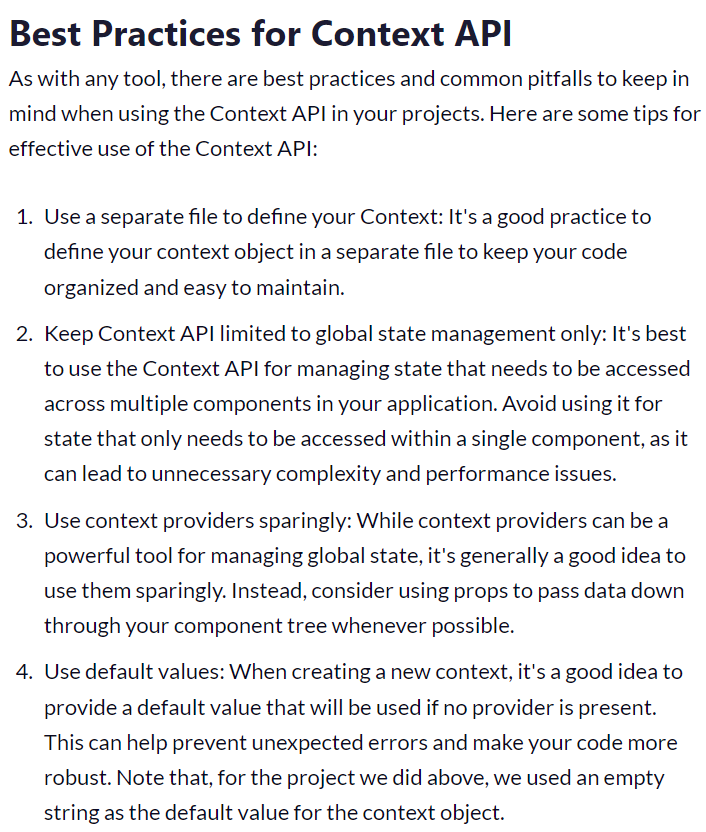 Best Practices for Context API
As with any tool, there are best practices and common pitfalls to keep in
mind when using the Context API in your projects. Here are some tips for
effective use of the Context API:
1. Use a separate file to define your Context: It's a good practice to
define your context object in a separate file to keep your code
organized and easy to maintain.
2. Keep Context API limited to global state management only: It's best
to use the Context API for managing state that needs to be accessed
across multiple components in your application. Avoid using it for
state that only needs to be accessed within a single component, as it
can lead to unnecessary complexity and performance issues.
3. Use context providers sparingly: While context providers can be a
powerful tool for managing global state, it's generally a good idea to
use them sparingly. Instead, consider using props to pass data down
through your component tree whenever possible.
4. Use default values: When creating a new context, it's a good idea to
provide a default value that will be used if no provider is present.
This can help prevent unexpected errors and make your code more
robust. Note that, for the project we did above, we used an empty
string as the default value for the context object.